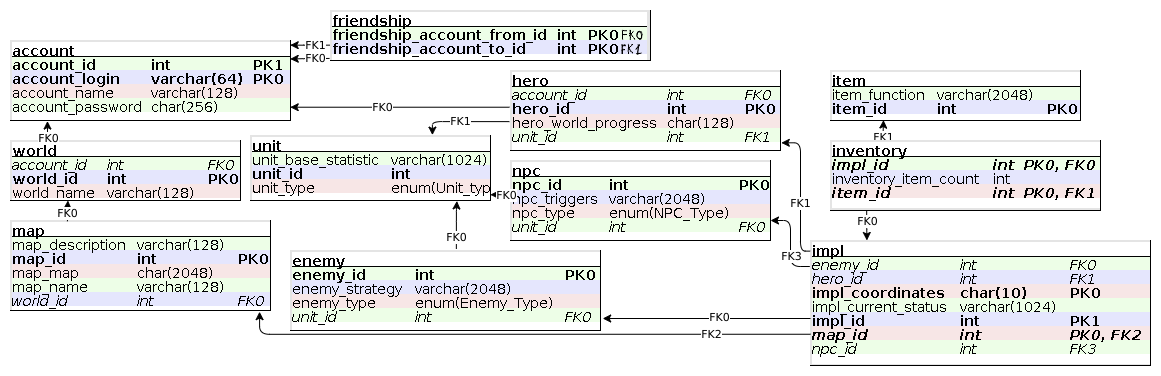 friendship
friendship_account_from_id int PK0 FK0
friendship_account_to_id int PK0 FK1
account
account_id int PK1
account_login varchar(64) PK0
account_name varchar(128)
account_password char(256)
FK1
FK0
hero
account_id int FK0
hero_id int PK0
hero_world_progress char(128)
unit_id int FK1
item
item_function varchar(2048)
item_id int PK0
FK0
FK1
FK0
FK1
world
account_id int FK0
world_id int PK0
world_name varchar(128)
unit
unit_base_statistic varchar(1024)
unit_id int
unit_type enum(Unit_typ
inventory
impl_id int PK0, FK0
inventory_item_count int
item_id int PK0, FK1
npc
npc_id int PK0
npc_triggers varchar(2048)
npc_type enum(NPC_Type)
unit_id int FK0
FK0
FK0
FK1
FK0
map
map_description varchar(128)
map_id int PK0
map_map char(2048)
map_name varchar(128)
world_id int FK0
FK0
FK3
enemy
enemy_id int PK0
enemy_strategy varchar(2048)
enemy_type enum(Enemy_Type)
unit_id int FK0
impl
enemy_id int FK0
hero_id int FK1
impl_coordinates char(10) PK0
impl_current_status varchar(1024)
impl_id int PK1
map_id int PK0, FK2
npc_id int FK3
FK0
FK2